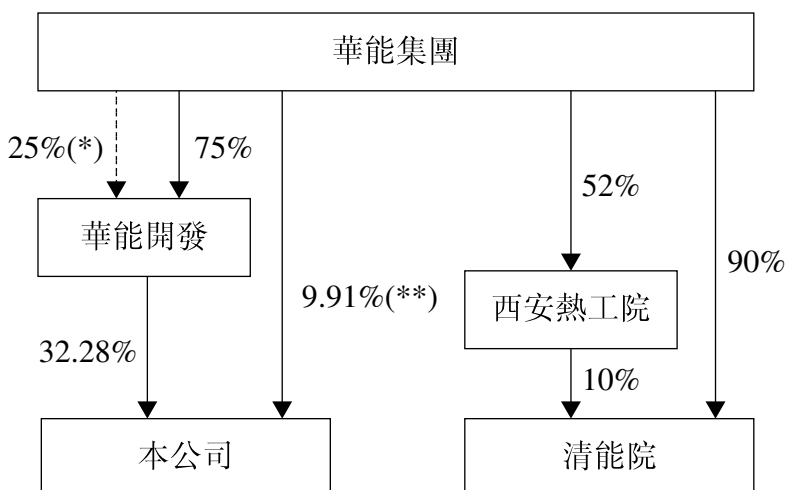 華能集團
25%(*)
75%
52%
華能開發
90%
9.91%(**)
西安熱工院
32.28%
10%
本公司
清能院